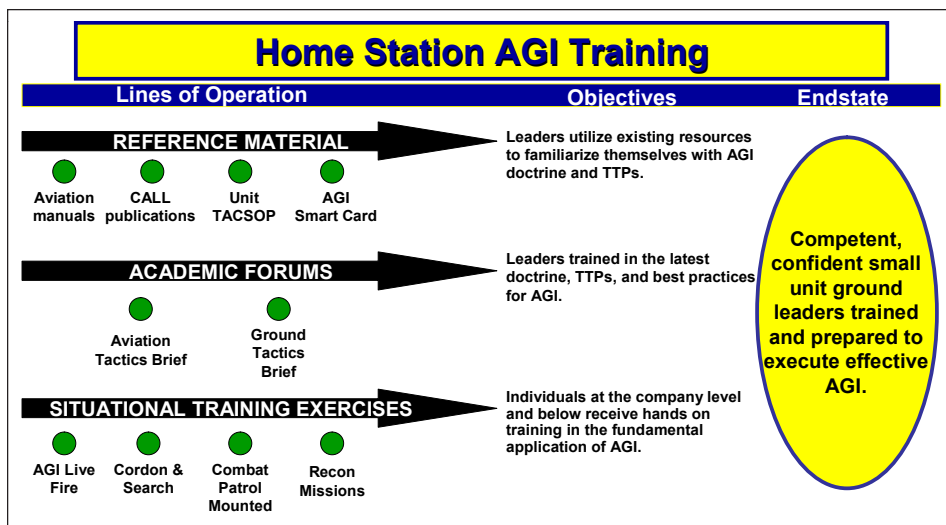 Home Station AGI Training
Lines of Operation
Objectives
Endstate
REFERENCE MATERIAL
Aviation
manuals
CALL
publications
Unit
TACSOP
AGI
Smart Card
Leaders utilize existing resources
to familiarize themselves with AGI
doctrine and TTPs.
ACADEMIC FORUMS
Aviation
Tactics Brief
Ground
Tactics
Brief
Leaders trained in the latest
doctrine, TTPs, and best practices
for AGI.
SITUATIONAL TRAINING EXERCISES
AGI Live
Fire
Cordon &
Search
Combat
Patrol
Mounted
Recon
Missions
Individuals at the company level
and below receive hands on
training in the fundamental
application of AGI.
Competent,
confident small
unit ground
leaders trained
and prepared to
execute effective
AGI.